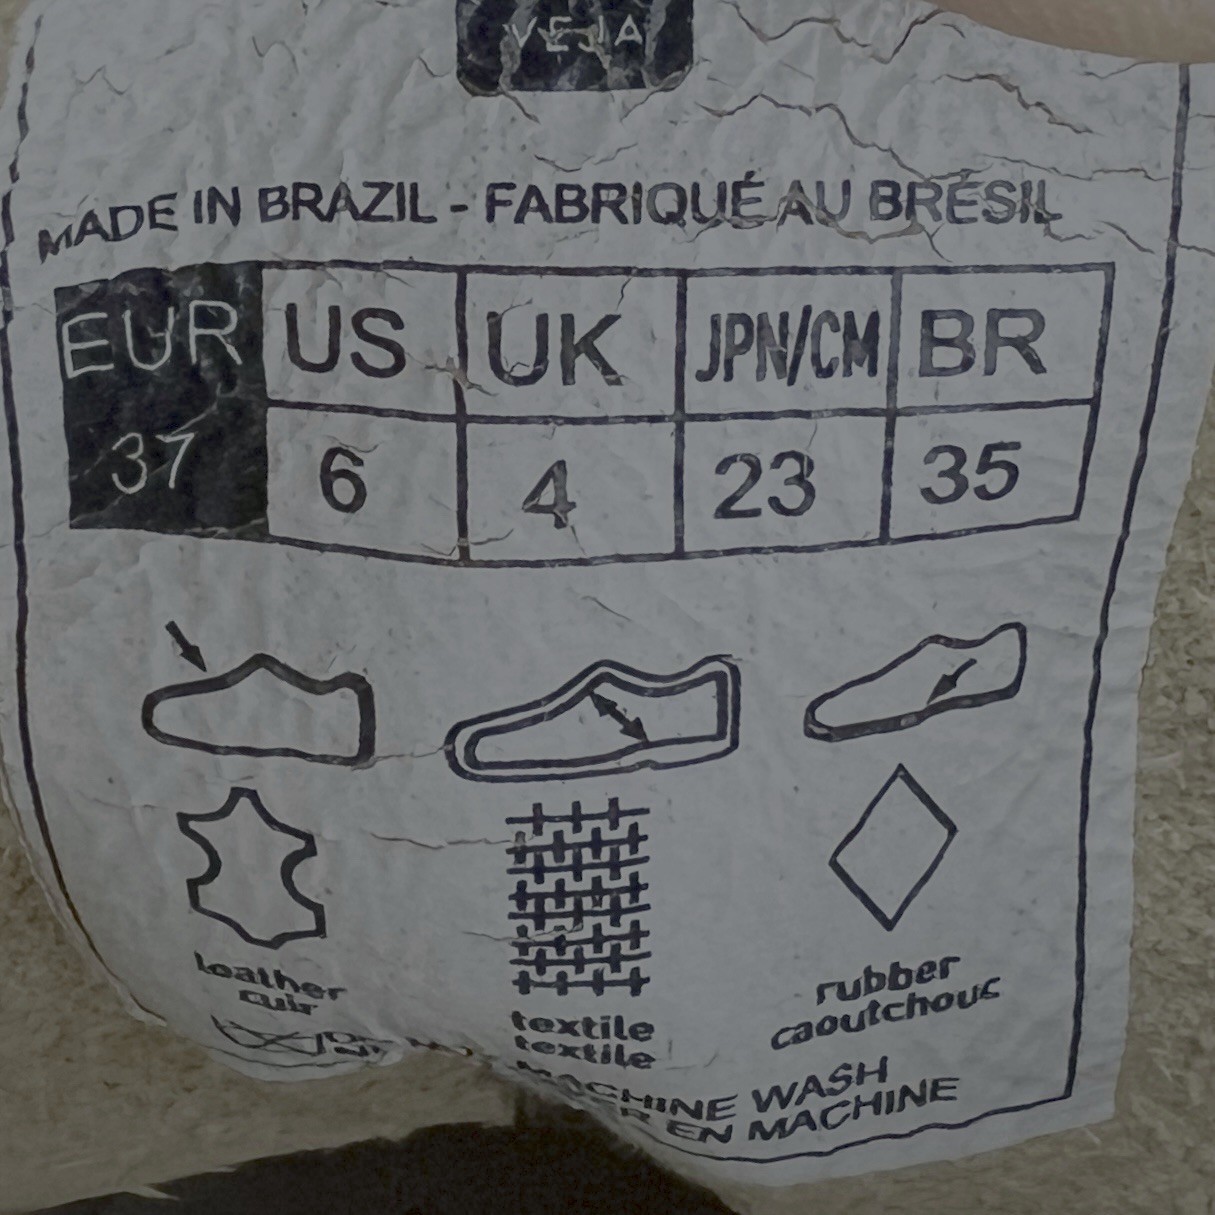 VEJA
MADE IN BRAZIL - FABRIQUÉ AU BRÉSIL
EUR US UK JPN/CM BR
37 6 4 23 35
leather
cuir
textile
textile
rubber
caoutchouc
MACHINE WASH
EN MACHINE